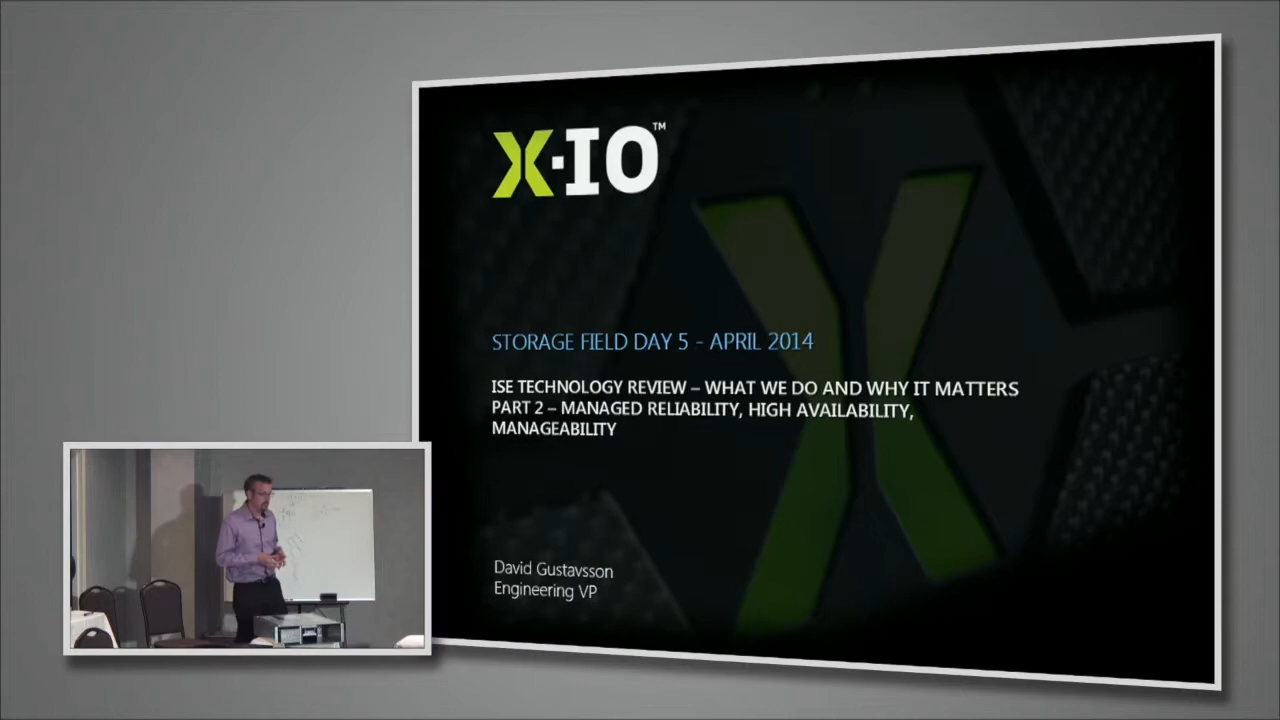 X-IO™
STORAGE FIELD DAY 5 - APRIL 2014
ISE TECHNOLOGY REVIEW – WHAT WE DO AND WHY IT MATTERS
PART 2 – MANAGED RELIABILITY, HIGH AVAILABILITY,
MANAGEABILITY
David Gustavsson
Engineering VP